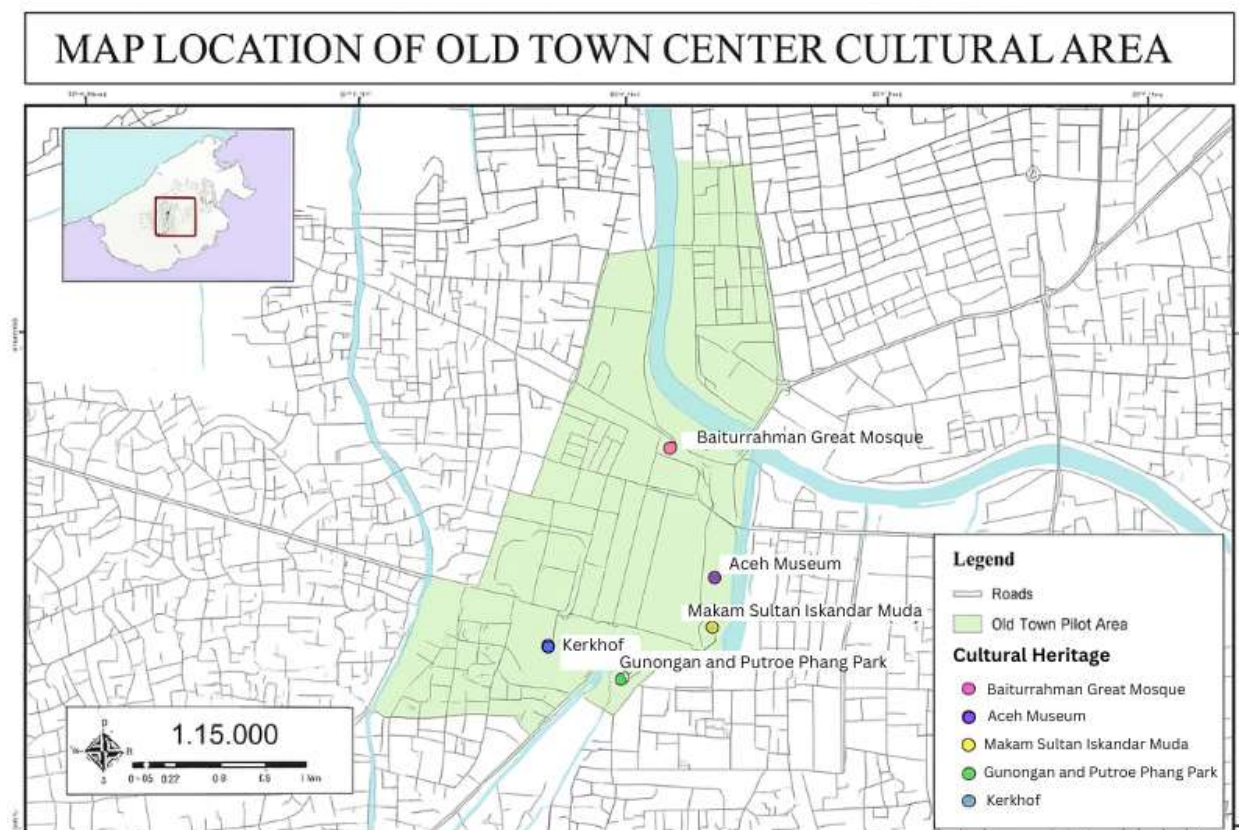 MAP LOCATION OF OLD TOWN CENTER CULTURAL AREA
Baiturrahman Great Mosque
Aceh Museum
Makam Sultan Iskandar Muda
Kerkhof
Gunongan and Putroe Phang Park
1.15.000
Legend
Roads
Old Town Pilot Area
Cultural Heritage
Baiturrahman Great Mosque
Aceh Museum
Makam Sultan Iskandar Muda
Gunongan and Putroe Phang Park
Kerkhof